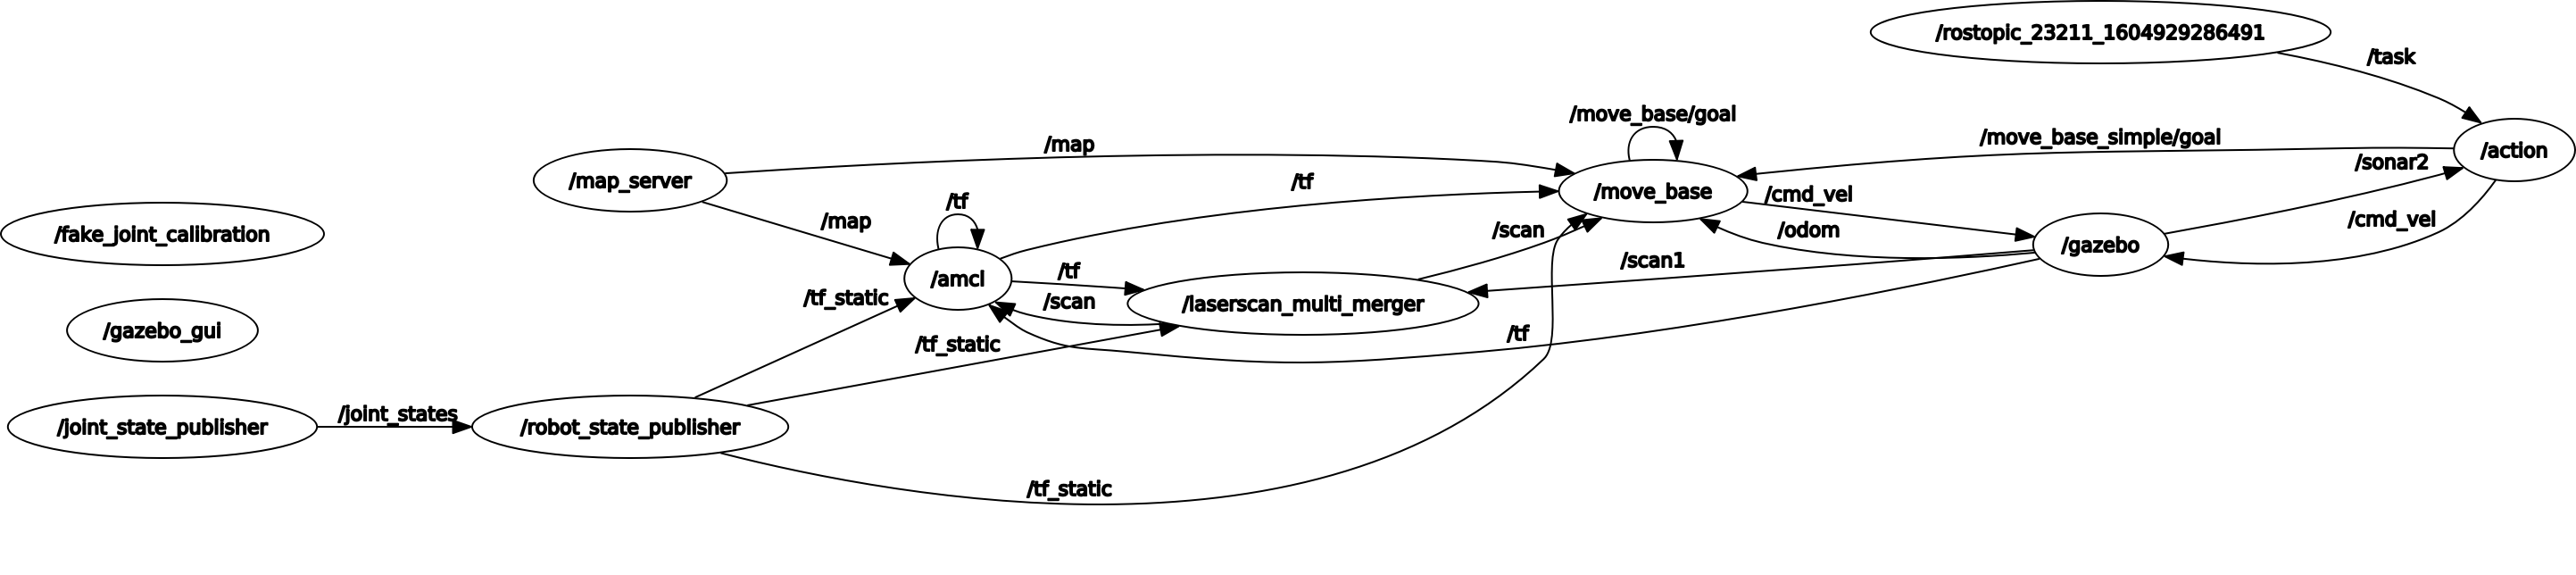 /rostopic_23211_1604929286491
/task
/move_base/goal
/map
/move_base_simple/goal
/action
/sonar2
/map_server
/tf
/move_base
/cmd_vel
/tf
/map
/cmd_vel
/fake_joint_calibration
/scan
/odom
/gazebo
/scan1
/tf
/amcl
/tf_static
/scan
/laserscan_multi_merger
/gazebo_gui
/tf
/tf_static
/joint_states
/joint_state_publisher
/robot_state_publisher
/tf_static